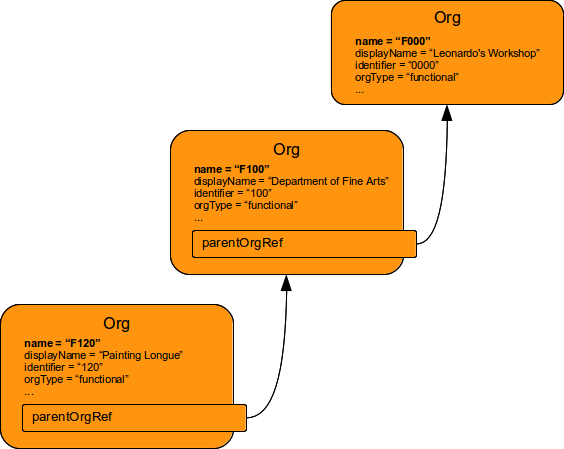 Org
name = “F000”
displayName = “Leonardo's Workshop”
identifier = “0000”
orgType = “functional”
...
Org
name = “F100”
displayName = “Department of Fine Arts”
identifier = “100”
orgType = “functional”
...
parentOrgRef
Org
name = “F120”
displayName = “Painting Longue”
identifier = “120”
orgType = “functional”
...
parentOrgRef